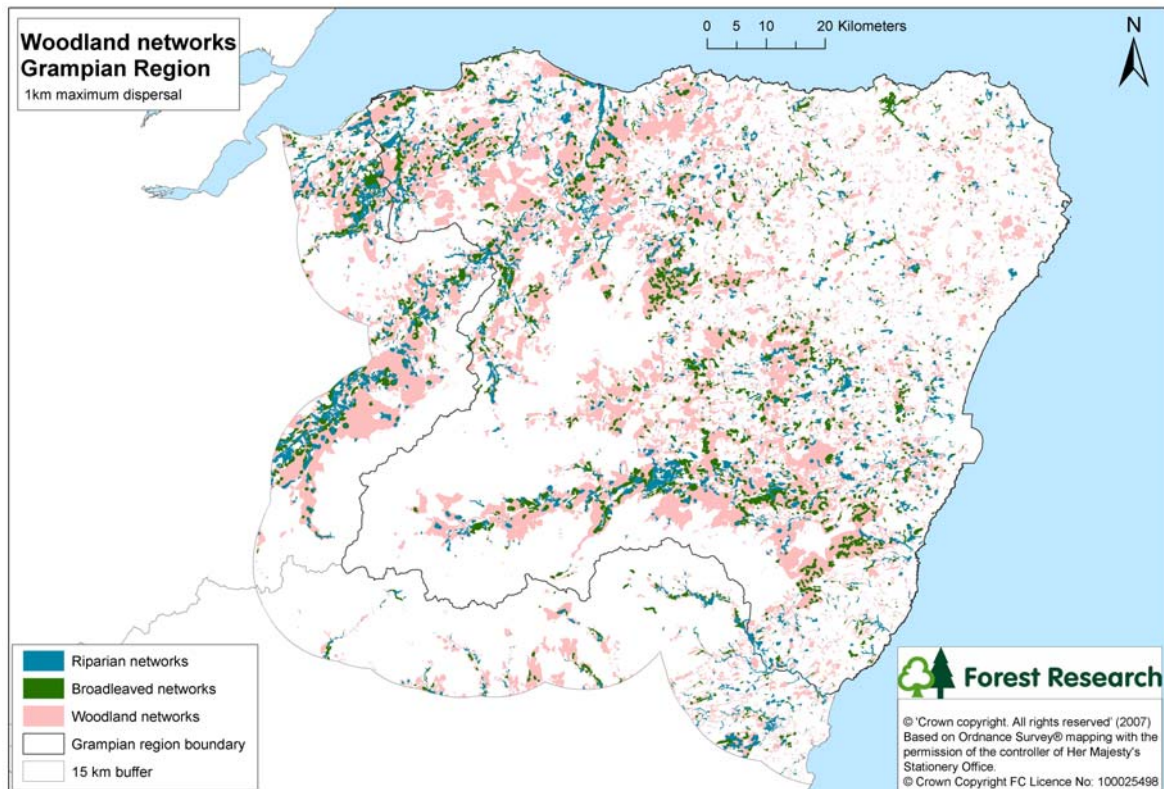 Woodland networks
Grampian Region
1km maximum dispersal
0 5 10 20 Kilometers
N
Riparian networks
Broadleaved networks
Woodland networks
Grampian region boundary
15 km buffer
Forest Research
© 'Crown copyright. All rights reserved' (2007)
Based on Ordnance Survey® mapping with the
permission of the controller of Her Majesty's
Stationery Office.
© Crown Copyright FC Licence No: 100025498